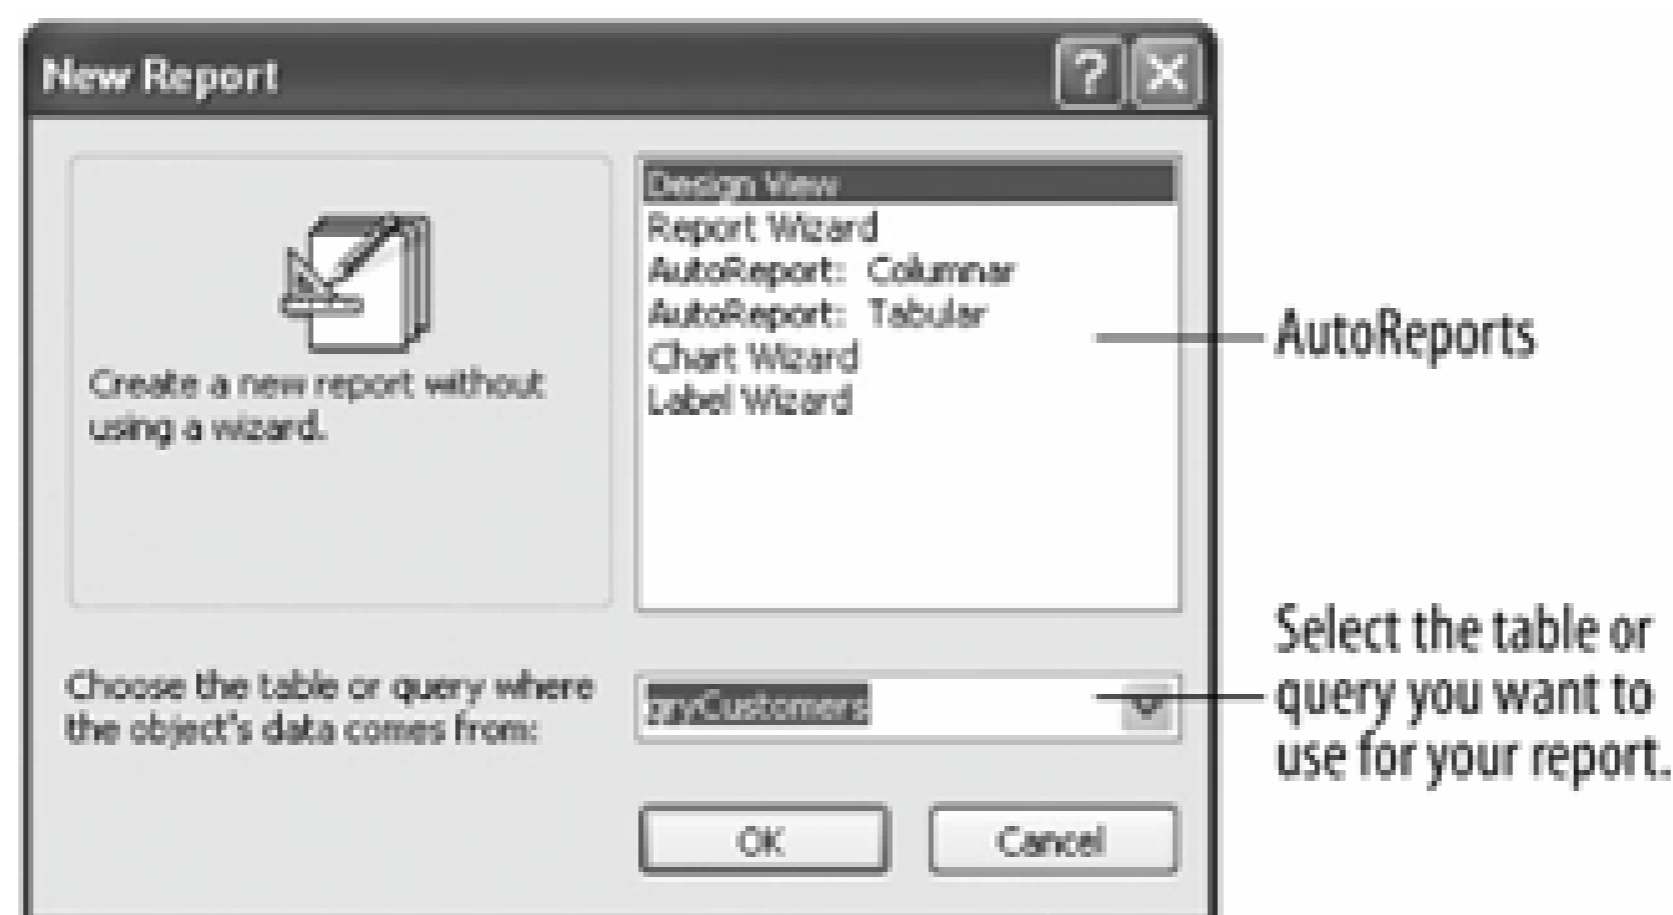 New Report
Design View
Report Wizard
AutoReport: Columnar
AutoReport: Tabular
Chart Wizard
Label Wizard
Create a new report without
using a wizard.
AutoReports
Choose the table or query where
the object's data comes from:
qryCustomers
Select the table or
query you want to
use for your report.
OK
Cancel